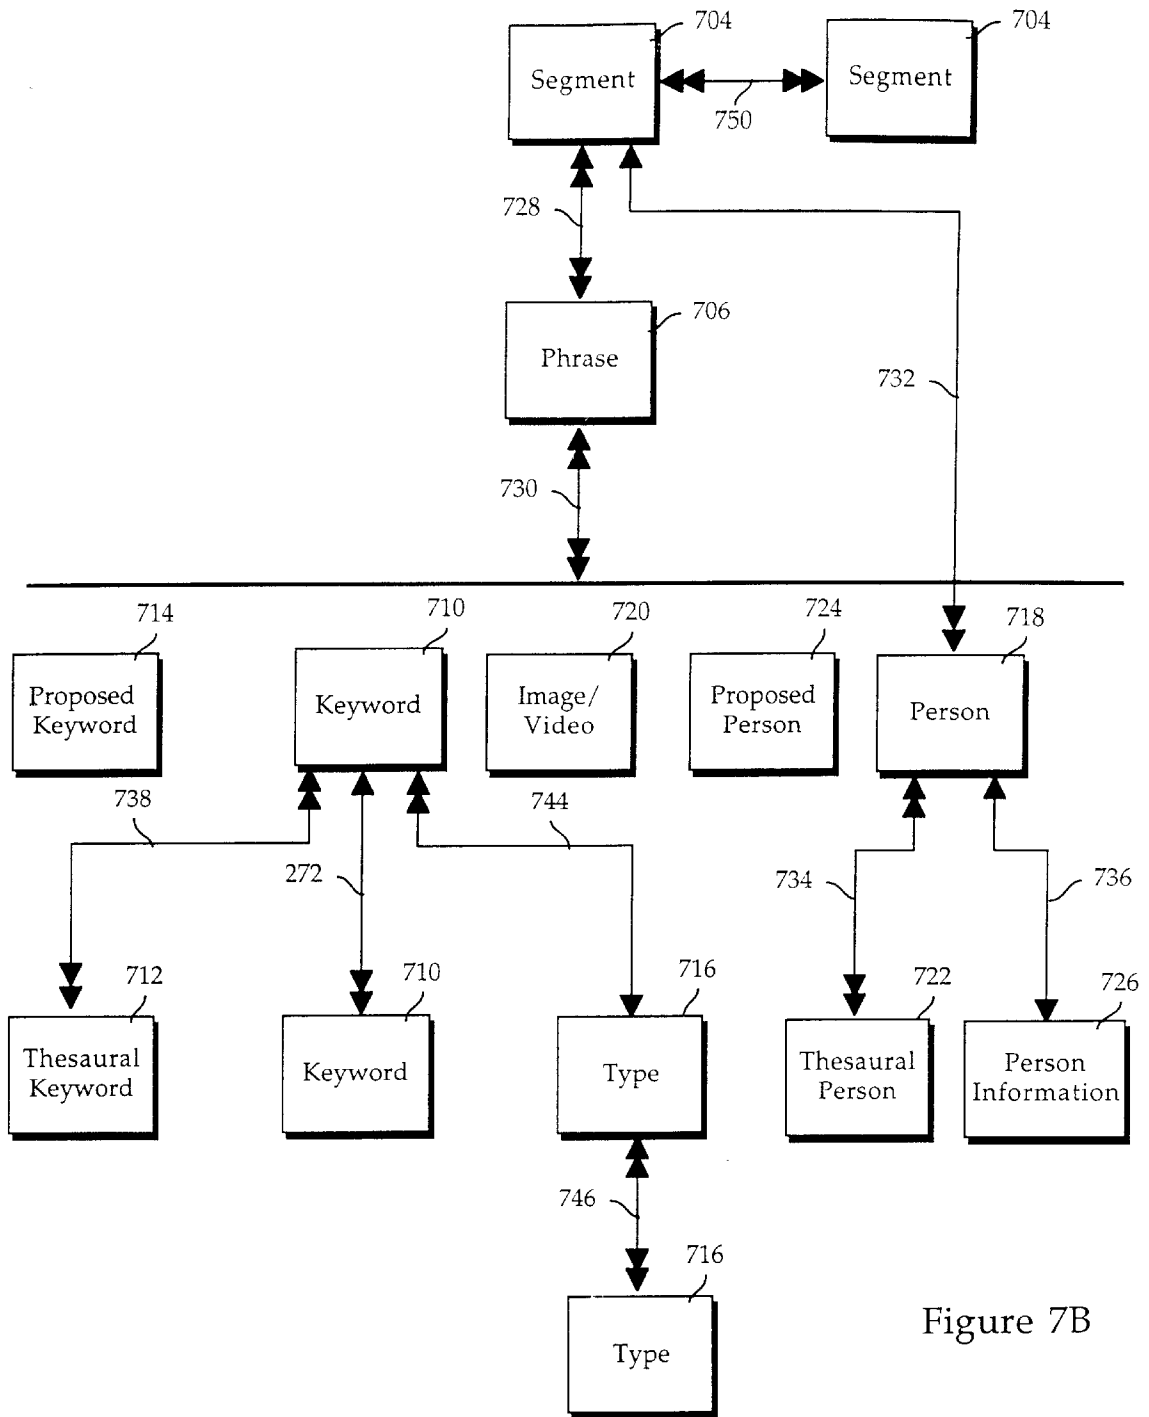 704
704
Segment
Segment
750
728
706
Phrase
732
730
714
710
720
724
718
Proposed
Keyword
Keyword
Image/
Video
Proposed
Person
Person
738
744
272
734
736
712
710
716
722
726
Thesaural
Keyword
Keyword
Type
Thesaural
Person
Person
Information
746
716
Type
Figure 7B